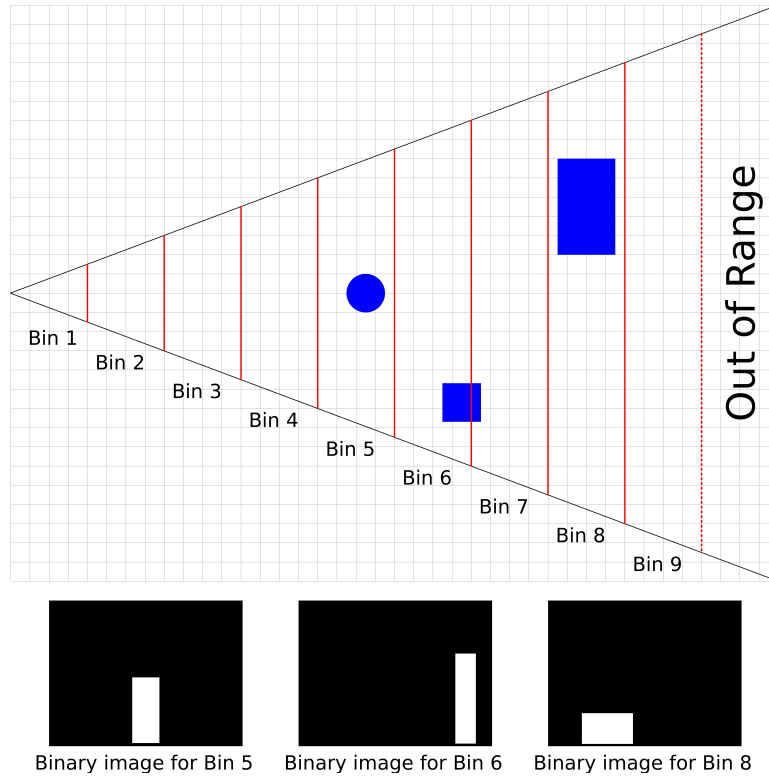 Bin 1
Bin 2
Bin 3
Bin 4
Bin 5
Bin 6
Bin 7
Bin 8
Bin 9
Out of Range
Binary image for Bin 5
Binary image for Bin 6
Binary image for Bin 8